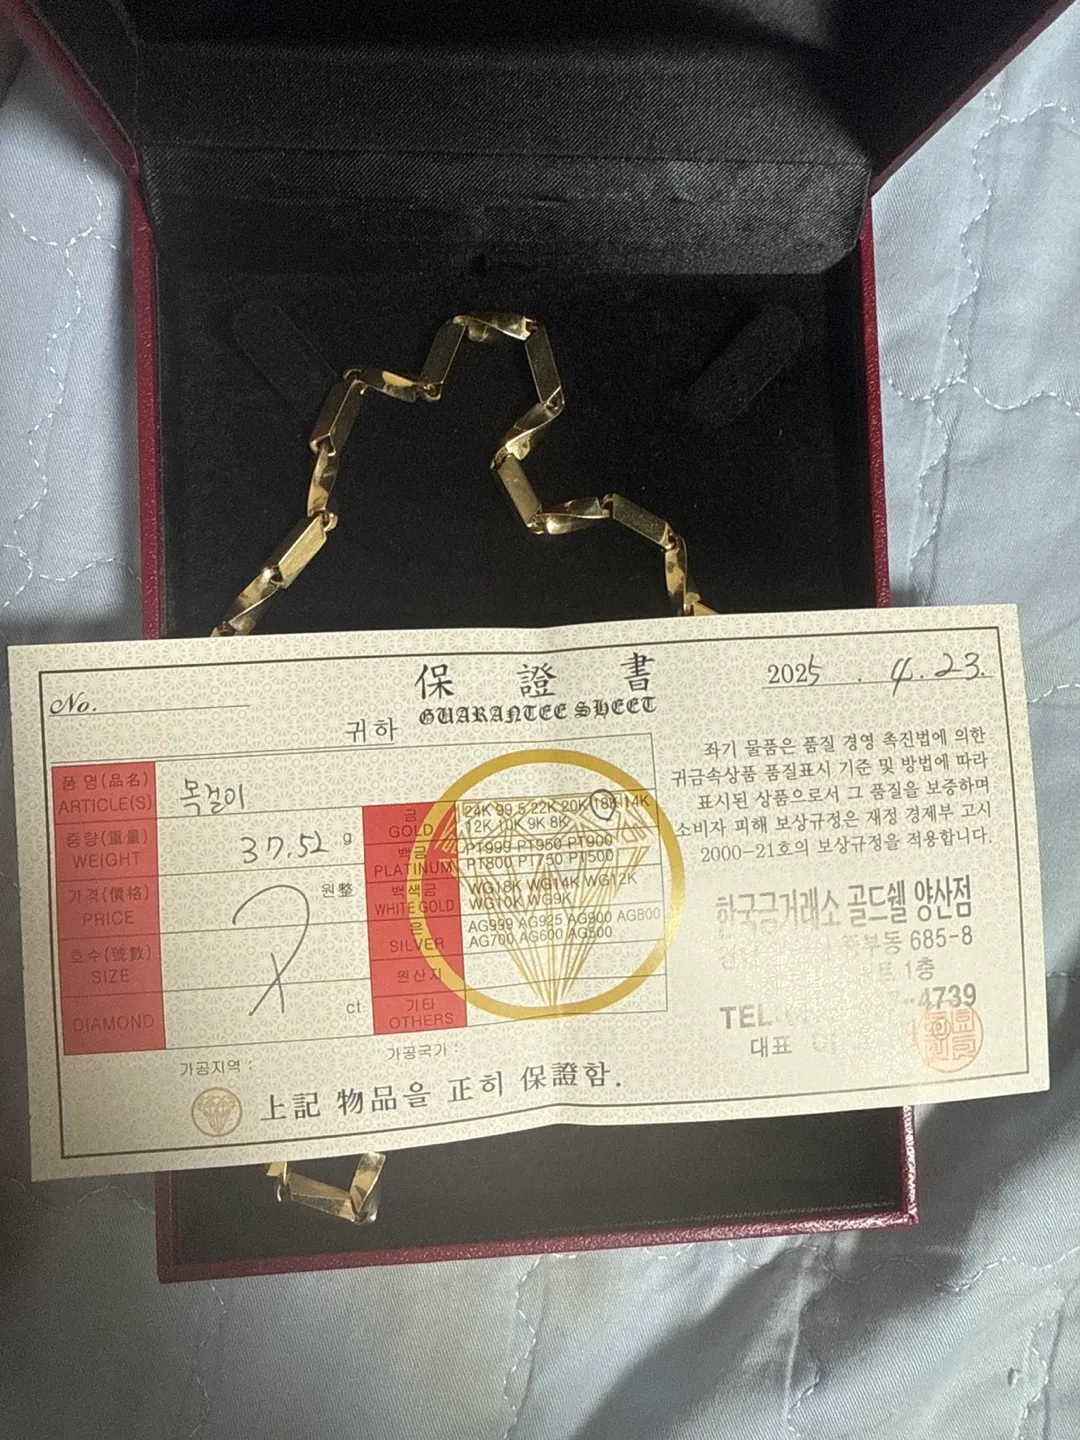 保 證 書
GUARANTEE SHEET
No.
2025 . 4 . 23.
귀하
품 명(品名)
ARTICLE(S)
목걸이
중량(重量)
WEIGHT
37.52 g
가격(價格)
PRICE
원整
호수(號數)
SIZE
DIAMOND
ct
금
GOLD
24K 99.5 22K 20K 18K 14K
12K 10K 9K 8K
백금
PLATINUM
PT999 PT950 PT900
PT800 PT750 PT500
백색금
WHITE GOLD
WG18K WG14K WG12K
WG10K WG9K
은
SILVER
AG999 AG925 AG900 AG800
AG700 AG600 AG500
원산지
기타
OTHERS
가공지역 :
가공국가 :
上記 物品을 正히 保證함.
좌기 물품은 품질 경영 촉진법에 의한
귀금속상품 품질표시 기준 및 방법에 따라
표시된 상품으로서 그 품질을 보증하며
소비자 피해 보상규정은 재정 경제부 고시
2000-21호의 보상규정을 적용합니다.
한국금거래소 골드쉘 양산점
부동 685-8
1층
TEL. 4739
대표 이